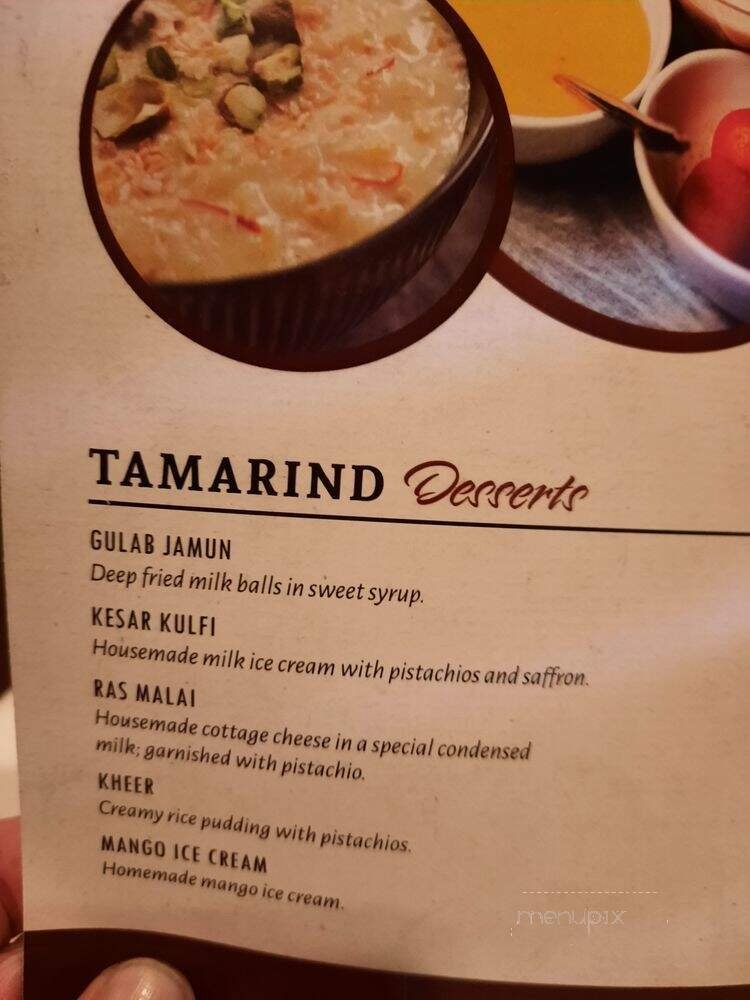 TAMARIND Desserts
GULAB JAMUN
Deep fried milk balls in sweet syrup.
KESAR KULFI
Housemade milk ice cream with pistachios and saffron.
RAS MALAI
Housemade cottage cheese in a special condensed
milk; garnished with pistachio.
KHEER
Creamy rice pudding with pistachios.
MANGO ICE CREAM
Homemade mango ice cream.
menupix